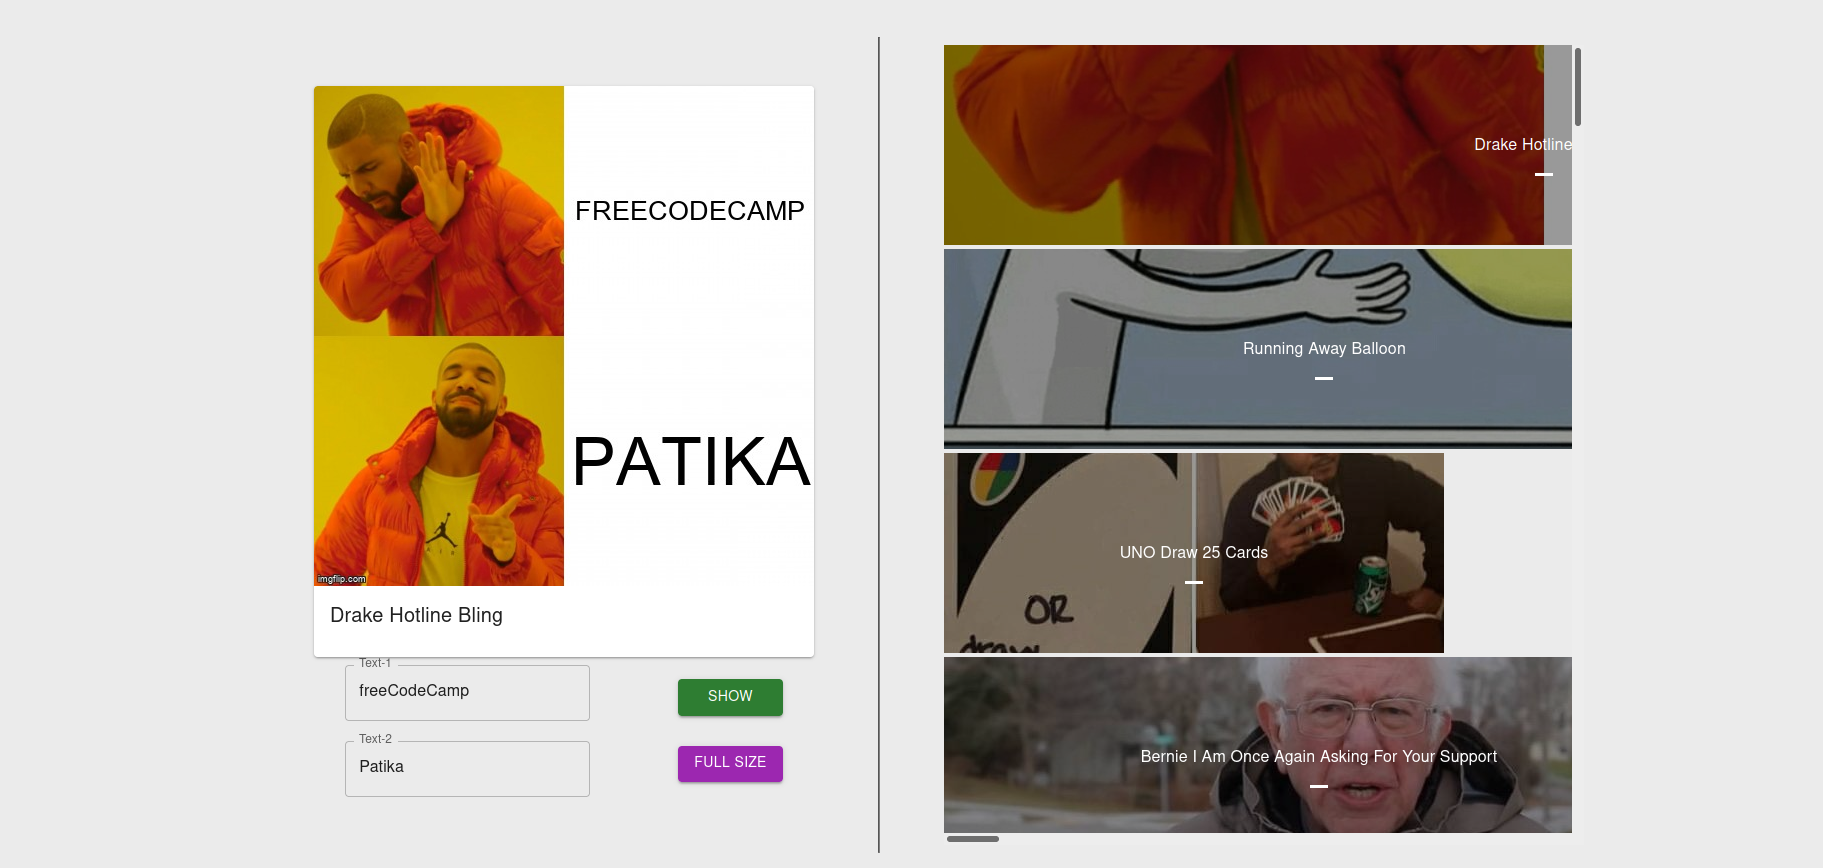 FREECODECAMP
PATIKA
imgflip.com
Drake Hotline Bling
Text-1
freeCodeCamp
SHOW
Text-2
Patika
FULL SIZE
Drake Hotline
Running Away Balloon
UNO Draw 25 Cards
OR
draw
Bernie I Am Once Again Asking For Your Support